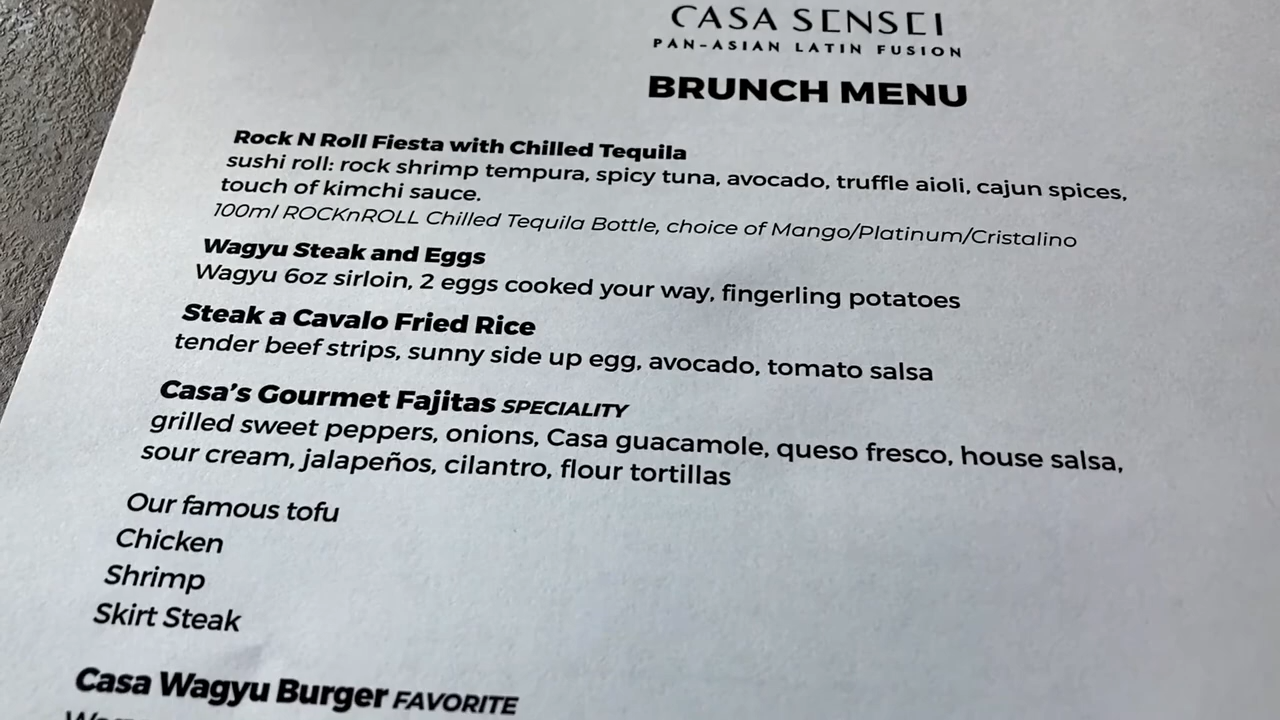 CASA SENSEI
PAN-ASIAN LATIN FUSION
BRUNCH MENU
Rock N Roll Fiesta with Chilled Tequila
sushi roll: rock shrimp tempura, spicy tuna, avocado, truffle aioli, cajun spices,
touch of kimchi sauce.
100ml ROCKnROLL Chilled Tequila Bottle, choice of Mango/Platinum/Cristalino
Wagyu Steak and Eggs
Wagyu 6oz sirloin, 2 eggs cooked your way, fingerling potatoes
Steak a Cavalo Fried Rice
tender beef strips, sunny side up egg, avocado, tomato salsa
Casa's Gourmet Fajitas SPECIALITY
grilled sweet peppers, onions, Casa guacamole, queso fresco, house salsa,
sour cream, jalapeños, cilantro, flour tortillas
Our famous tofu
Chicken
Shrimp
Skirt Steak
Casa Wagyu Burger FAVORITE